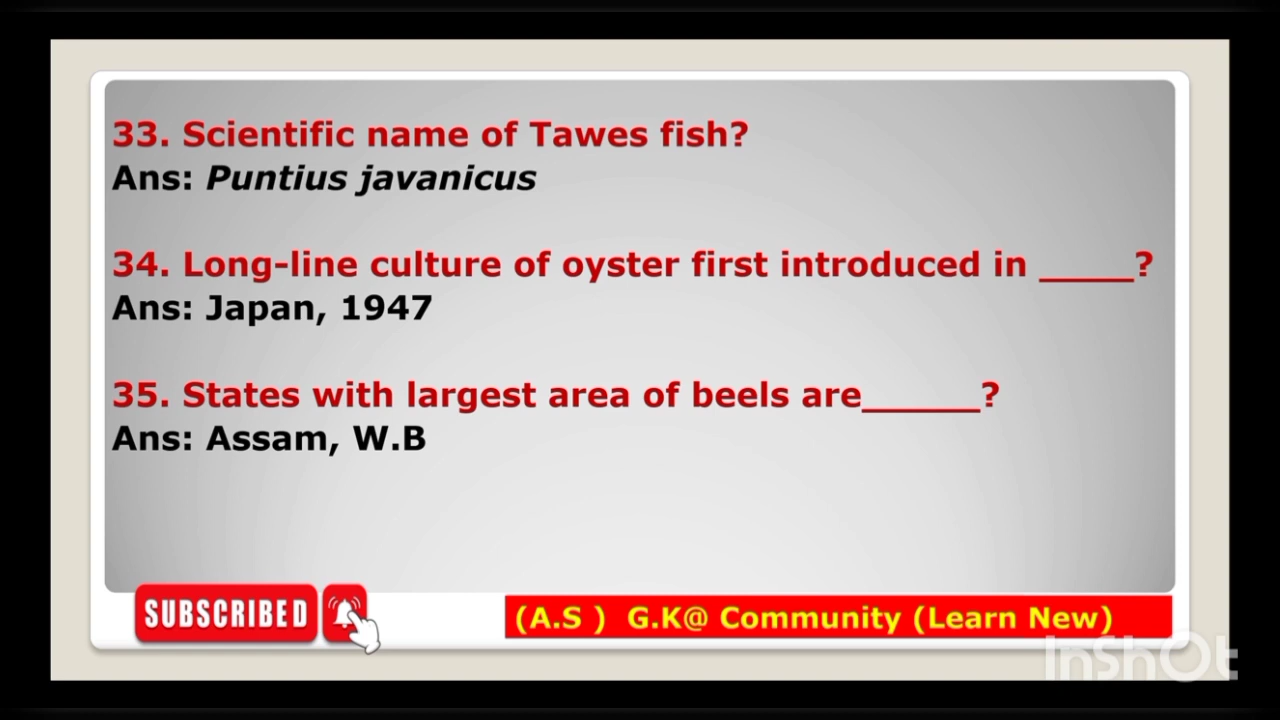 33. Scientific name of Tawes fish?
Ans: Puntius javanicus
34. Long-line culture of oyster first introduced in _____?
Ans: Japan, 1947
35. States with largest area of beels are______?
Ans: Assam, W.B
SUBSCRIBED
(A.S ) G.K@ Community (Learn New)
InShOt